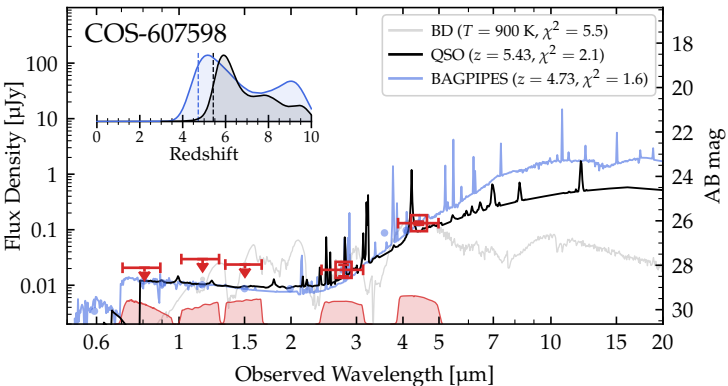 COS-607598
BD (T = 900 K, χ² = 5.5)
QSO (z = 5.43, χ² = 2.1)
BAGPIPES (z = 4.73, χ² = 1.6)
Flux Density [µJy]
100
10
1
0.1
0.01
0 2 4 6 8 10
Redshift
18
20
22
24
26
28
30
AB mag
0.6 1 1.5 2 3 4 5 7 10 15 20
Observed Wavelength [µm]